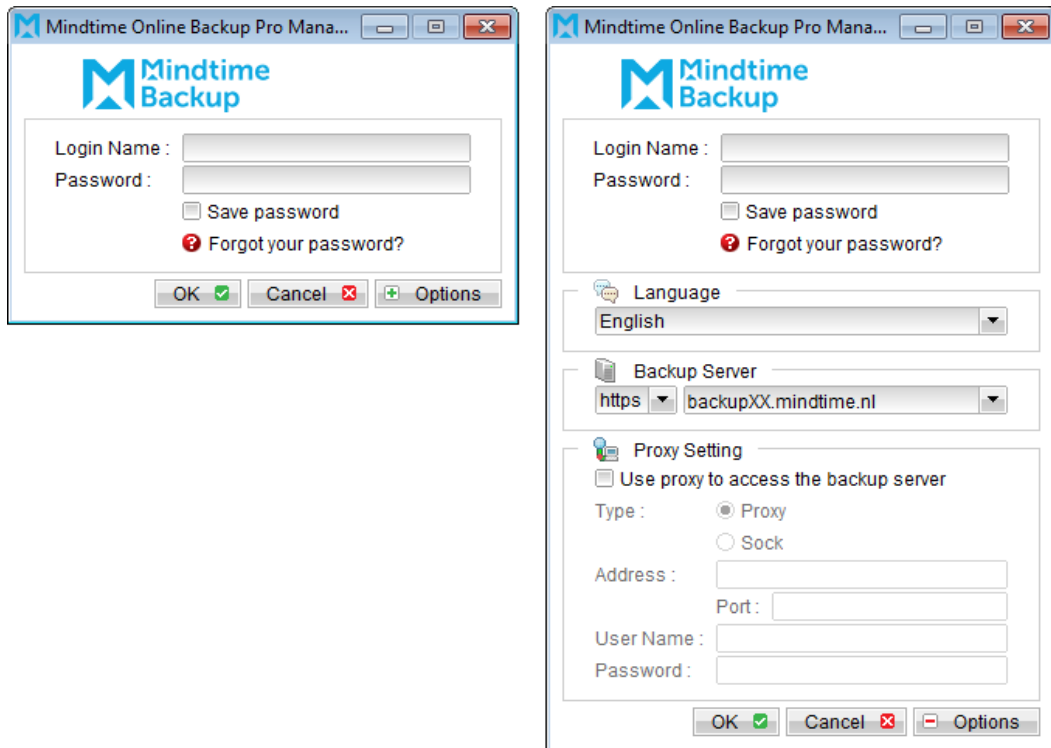 Mindtime Online Backup Pro Mana...
Mindtime
Backup
Login Name :
Password :
Save password
Forgot your password?
OK Cancel Options
Mindtime Online Backup Pro Mana...
Mindtime
Backup
Login Name :
Password :
Save password
Forgot your password?
Language
English
Backup Server
https backupXX.mindtime.nl
Proxy Setting
Use proxy to access the backup server
Type : Proxy
Sock
Address :
Port :
User Name :
Password :
OK Cancel Options